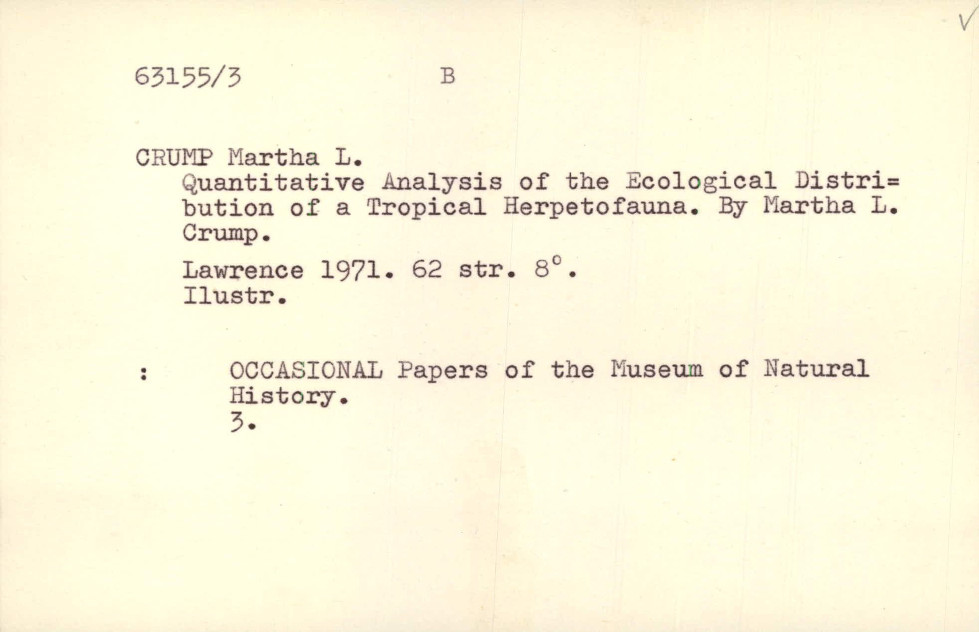 63155/3 B
CRUMP Martha L.
Quantitative Analysis of the Ecological Distri=
bution of a Tropical Herpetofauna. By Martha L.
Crump.
Lawrence 1971. 62 str. 8°.
Ilustr.
: OCCASIONAL Papers of the Museum of Natural
History.
3.